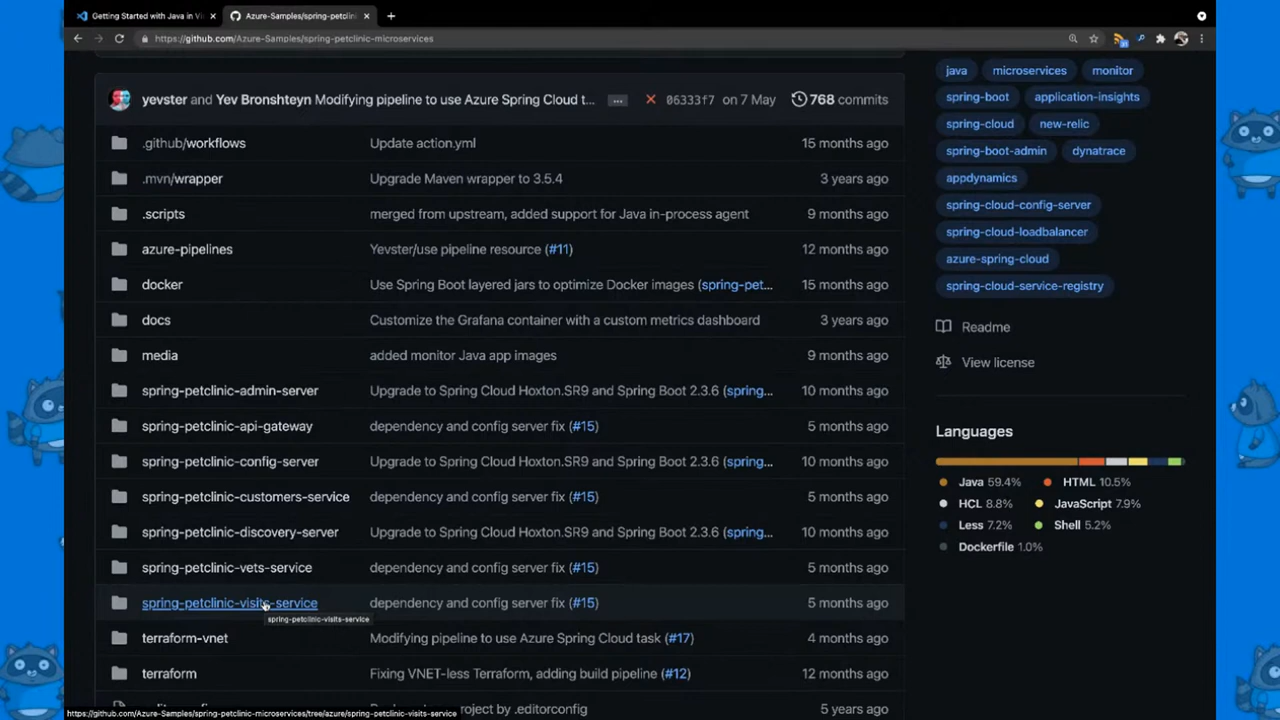 Getting Started with Java in Vi
Azure-Samples/spring-petclini
https://github.com/Azure-Samples/spring-petclinic-microservices
yevster and Yev Bronshteyn Modifying pipeline to use Azure Spring Cloud t... ... 06333f7 on 7 May 768 commits
.github/workflows Update action.yml 15 months ago
.mvn/wrapper Upgrade Maven wrapper to 3.5.4 3 years ago
.scripts merged from upstream, added support for Java in-process agent 9 months ago
azure-pipelines Yevster/use pipeline resource (#11) 12 months ago
docker Use Spring Boot layered jars to optimize Docker images (spring-pet... 15 months ago
docs Customize the Grafana container with a custom metrics dashboard 3 years ago
media added monitor Java app images 9 months ago
spring-petclinic-admin-server Upgrade to Spring Cloud Hoxton.SR9 and Spring Boot 2.3.6 (spring... 10 months ago
spring-petclinic-api-gateway dependency and config server fix (#15) 5 months ago
spring-petclinic-config-server Upgrade to Spring Cloud Hoxton.SR9 and Spring Boot 2.3.6 (spring... 10 months ago
spring-petclinic-customers-service dependency and config server fix (#15) 5 months ago
spring-petclinic-discovery-server Upgrade to Spring Cloud Hoxton.SR9 and Spring Boot 2.3.6 (spring... 10 months ago
spring-petclinic-vets-service dependency and config server fix (#15) 5 months ago
spring-petclinic-visits-service dependency and config server fix (#15) 5 months ago
spring-petclinic-visits-service
terraform-vnet Modifying pipeline to use Azure Spring Cloud task (#17) 4 months ago
terraform Fixing VNET-less Terraform, adding build pipeline (#12) 12 months ago
project by .editorconfig 5 years ago
https://github.com/Azure-Samples/spring-petclinic-microservices/tree/azure/spring-petclinic-visits-service
java microservices monitor
spring-boot application-insights
spring-cloud new-relic
spring-boot-admin dynatrace
appdynamics
spring-cloud-config-server
spring-cloud-loadbalancer
azure-spring-cloud
spring-cloud-service-registry
Readme
View license
Languages
Java 59.4% HTML 10.5%
HCL 8.8% JavaScript 7.9%
Less 7.2% Shell 5.2%
Dockerfile 1.0%